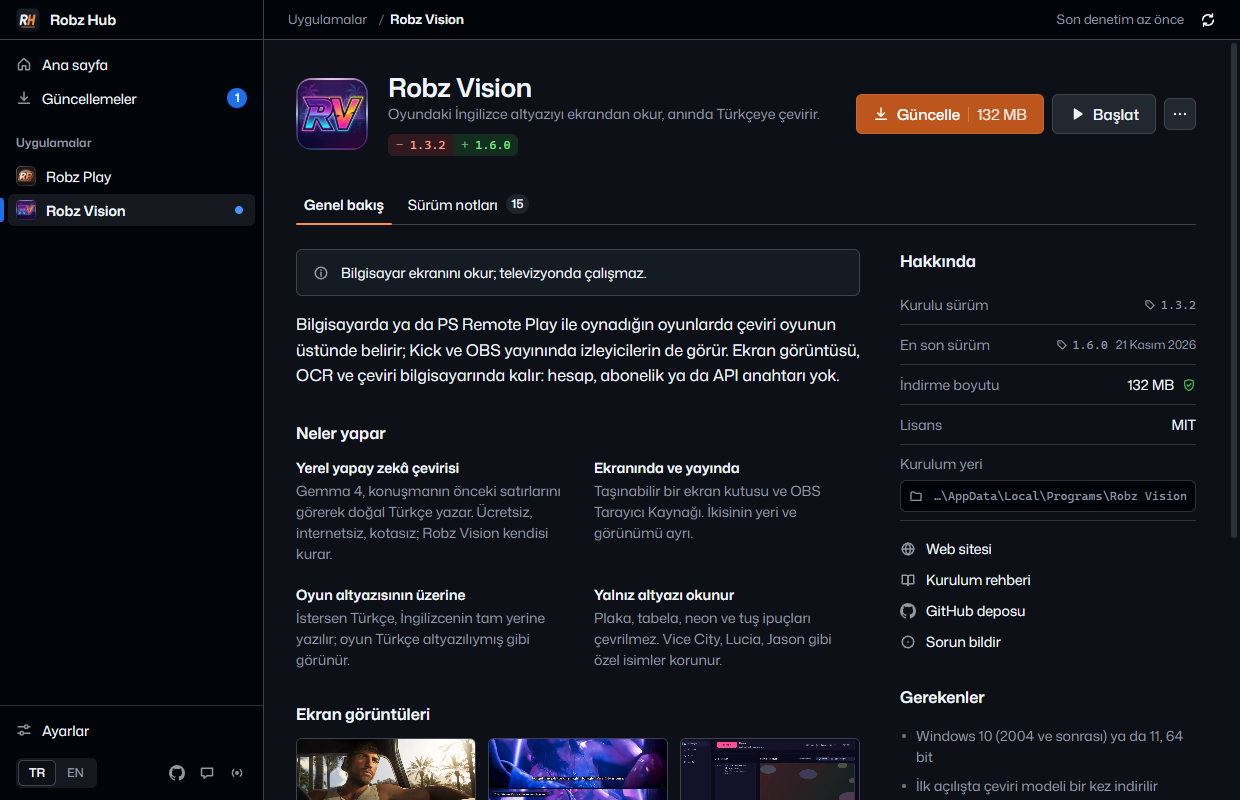 RH Robz Hub
Uygulamalar / Robz Vision
Son denetim az önce
Ana sayfa
Güncellemeler 1
Uygulamalar
Robz Play
Robz Vision
Ayarlar
TR EN
RV
Robz Vision
Oyundaki İngilizce altyazıyı ekrandan okur, anında Türkçeye çevirir.
− 1.3.2 + 1.6.0
Güncelle 132 MB
Başlat
Genel bakış
Sürüm notları 15
Bilgisayar ekranını okur; televizyonda çalışmaz.
Bilgisayarda ya da PS Remote Play ile oynadığın oyunlarda çeviri oyunun
üstünde belirir; Kick ve OBS yayınında izleyicilerin de görür. Ekran görüntüsü,
OCR ve çeviri bilgisayarında kalır: hesap, abonelik ya da API anahtarı yok.
Neler yapar
Yerel yapay zekâ çevirisi
Gemma 4, konuşmanın önceki satırlarını
görerek doğal Türkçe yazar. Ücretsiz,
internetsiz, kotasız; Robz Vision kendisi
kurar.
Ekranında ve yayında
Taşınabilir bir ekran kutusu ve OBS
Tarayıcı Kaynağı. İkisinin yeri ve
görünümü ayrı.
Oyun altyazısının üzerine
İstersen Türkçe, İngilizcenin tam yerine
yazılır; oyun Türkçe altyazılıymış gibi
görünür.
Yalnız altyazı okunur
Plaka, tabela, neon ve tuş ipuçları
çevrilmez. Vice City, Lucia, Jason gibi
özel isimler korunur.
Ekran görüntüleri
Hakkında
Kurulu sürüm 1.3.2
En son sürüm 1.6.0 21 Kasım 2026
İndirme boyutu 132 MB
Lisans MIT
Kurulum yeri
…\AppData\Local\Programs\Robz Vision
Web sitesi
Kurulum rehberi
GitHub deposu
Sorun bildir
Gerekenler
• Windows 10 (2004 ve sonrası) ya da 11, 64
bit
• İlk açılışta çeviri modeli bir kez indirilir